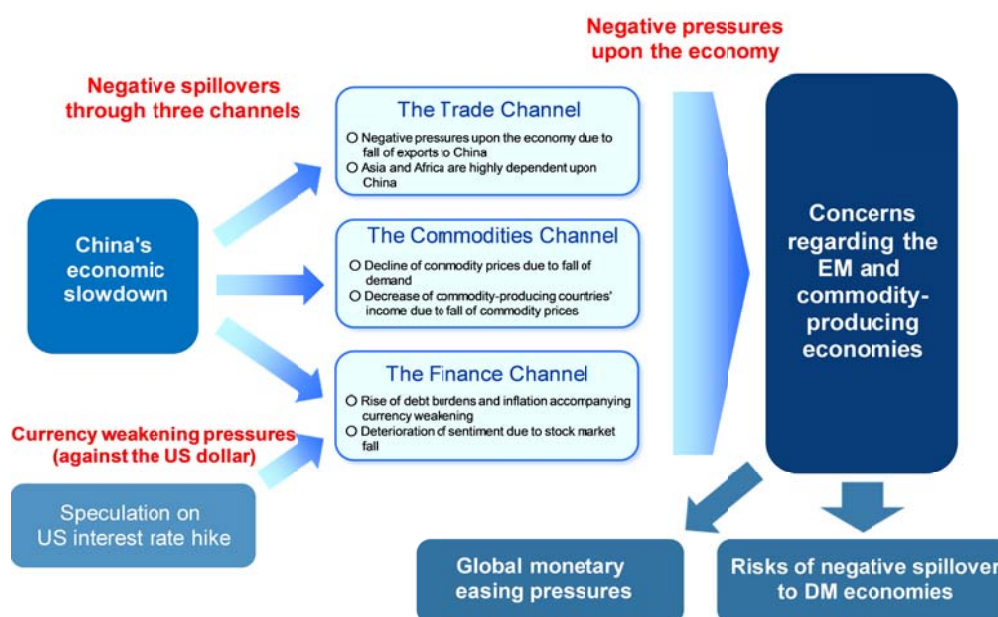 Negative pressures
upon the economy
Negative spillovers
through three channels
The Trade Channel
○ Negative pressures upon the economy due to
fall of exports to China
○ Asia and Africa are highly dependent upon
China
China's
economic
slowdown
The Commodities Channel
○ Decline of commodity prices due to fall of
demand
○ Decrease of commodity-producing countries'
income due to fall of commodity prices
Concerns
regarding the
EM and
commodity-
producing
economies
The Finance Channel
○ Rise of debt burdens and inflation accompanying
currency weakening
○ Deterioration of sentiment due to stock market
fall
Currency weakening pressures
(against the US dollar)
Speculation on
US interest rate hike
Global monetary
easing pressures
Risks of negative spillover
to DM economies